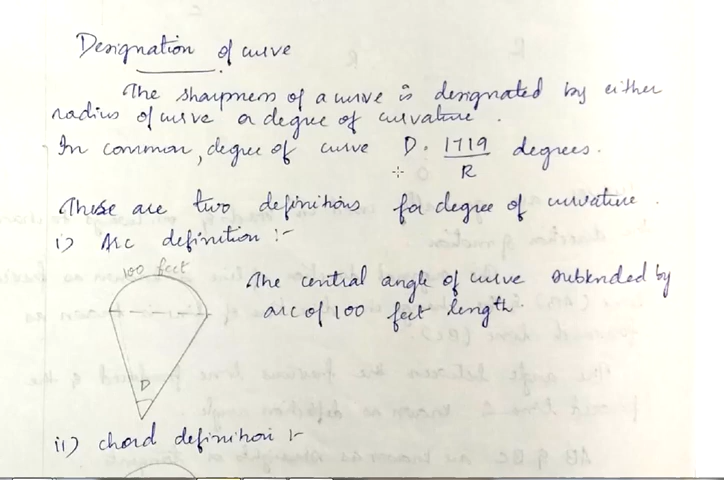 Designation of curve
The sharpness of a curve is designated by either
radius of curve or degree of curvature.
In common, degree of curve D = 1719/R degrees.
There are two definitions for degree of curvature.
i) Arc definition :-
100 feet
The central angle of curve subtended by
arc of 100 feet length.
D
ii) chord definition :-